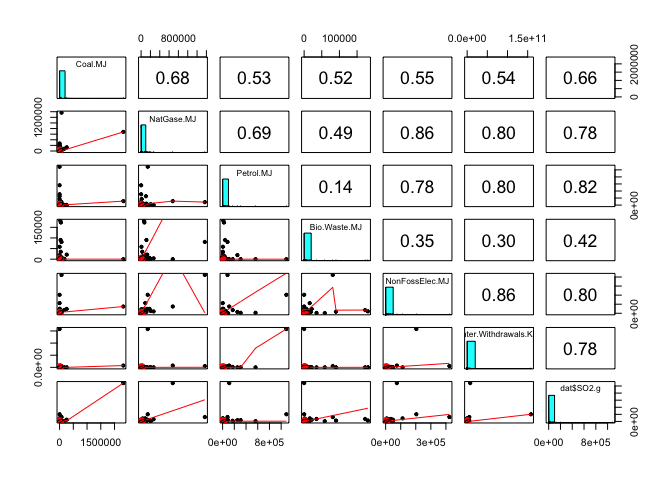 0 800000 0 100000 0.0e+00 1.5e+11
Coal.MJ 0.68 0.53 0.52 0.55 0.54 0.66 0 2000000
0 1200000 NatGase.MJ 0.69 0.49 0.86 0.80 0.78
Petrol.MJ 0.14 0.78 0.80 0.82 0e+00
0 150000 Bio.Waste.MJ 0.35 0.30 0.42
NonFossElec.MJ 0.86 0.80 0e+00
0.0e+00 ter.Withdrawals.K 0.78
dat$SO2.g 0e+00
0 1500000 0e+00 8e+05 0e+00 3e+05 0e+00 8e+05